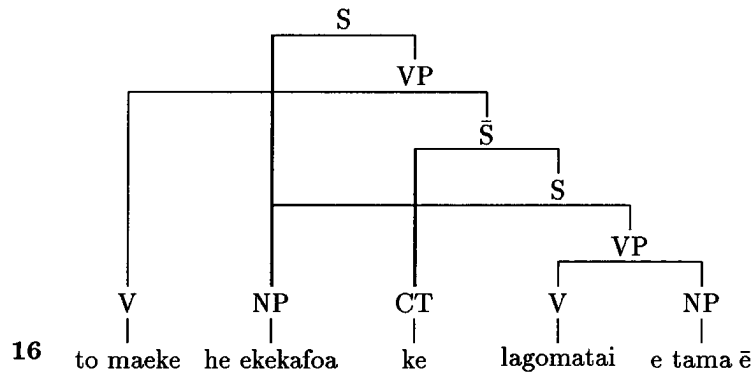 S
VP
S̄
S
VP
V NP CT V NP
16 to maeke he ekekafoa ke lagomatai e tama ē